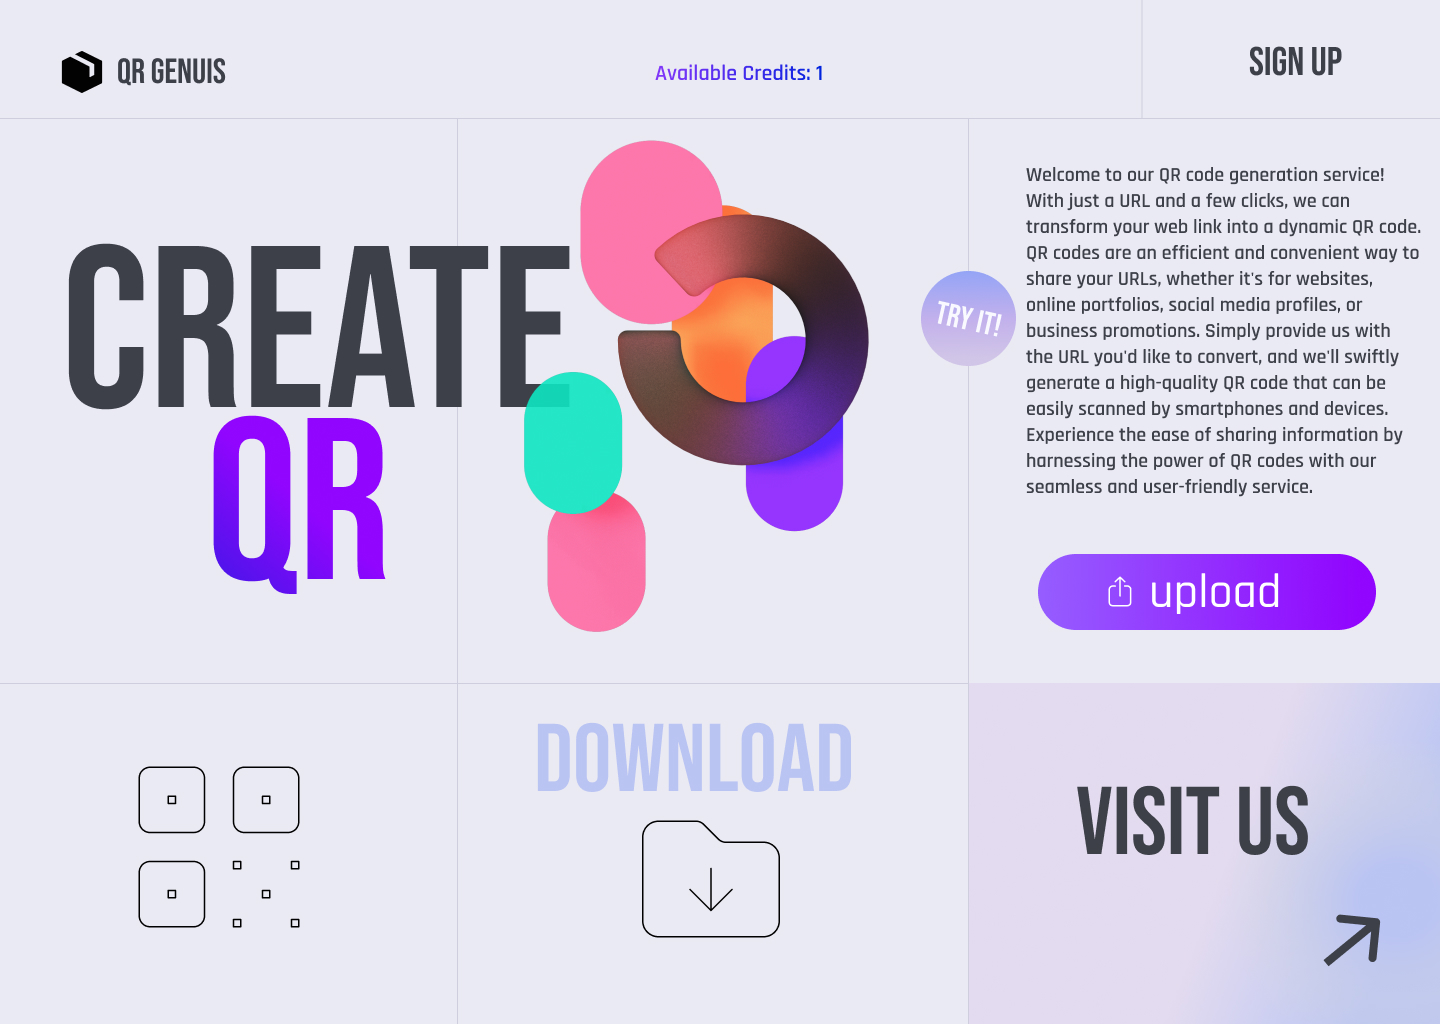 QR GENUIS
Available Credits: 1
SIGN UP
CREATE
QR
TRY IT!
Welcome to our QR code generation service!
With just a URL and a few clicks, we can
transform your web link into a dynamic QR code.
QR codes are an efficient and convenient way to
share your URLs, whether it's for websites,
online portfolios, social media profiles, or
business promotions. Simply provide us with
the URL you'd like to convert, and we'll swiftly
generate a high-quality QR code that can be
easily scanned by smartphones and devices.
Experience the ease of sharing information by
harnessing the power of QR codes with our
seamless and user-friendly service.
upload
DOWNLOAD
VISIT US